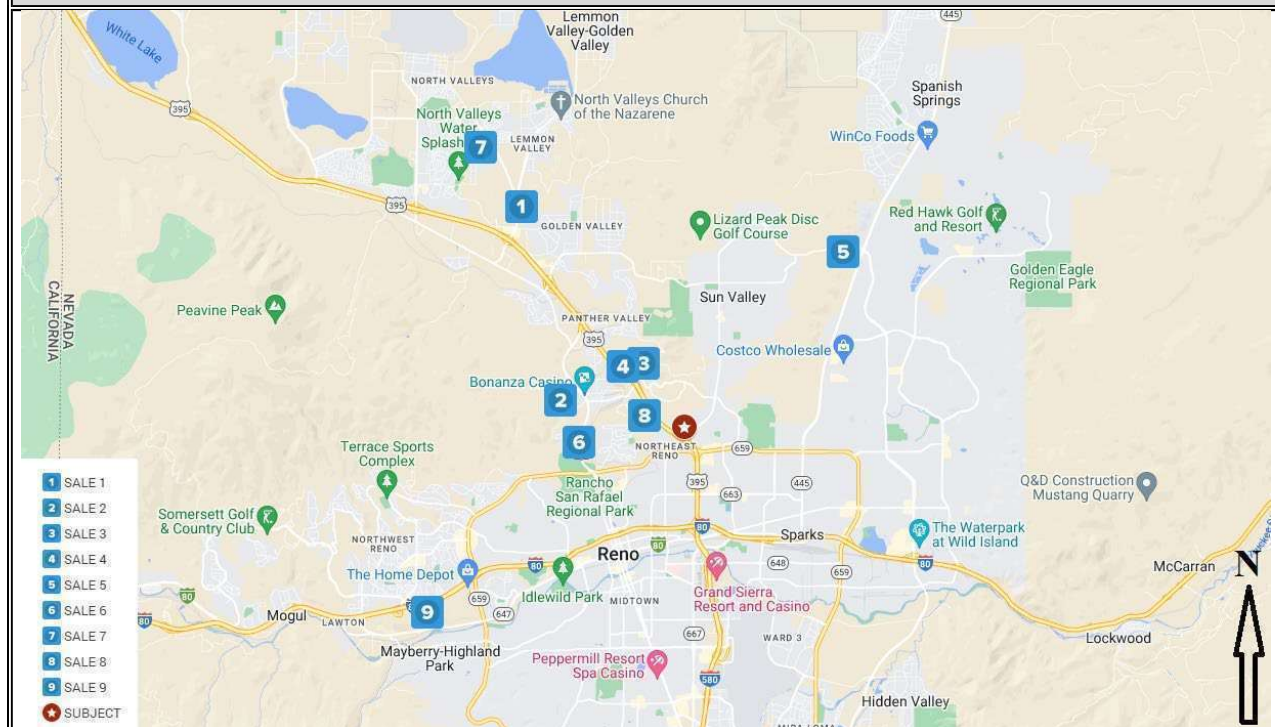 445
Lemmon
Valley-Golden
Valley
White Lake
395
NORTH VALLEYS
Spanish
Springs
North Valleys Church
of the Nazarene
North Valleys
Water
Splash
WinCo Foods
7
LEMMON
VALLEY
395
1
GOLDEN VALLEY
Lizard Peak Disc
Golf Course
Red Hawk Golf
and Resort
5
Golden Eagle
Regional Park
NEVADA
CALIFORNIA
Peavine Peak
Sun Valley
PANTHER VALLEY
395
Costco Wholesale
4
3
Bonanza Casino
2
8
6
NORTHEAST
RENO
659
Terrace Sports
Complex
395
Rancho
San Rafael
Regional Park
663
445
Q&D Construction
Mustang Quarry
Somersett Golf
& Country Club
NORTHWEST
RENO
80
Sparks
The Waterpark
at Wild Island
Reno
80
The Home Depot
80
Idlewild Park
648
659
80
McCarran
N
80
659
647
MIDTOWN
Grand Sierra
Resort and Casino
9
Mogul
LAWTON
80
Mayberry-Highland
Park
667
WARD 3
Lockwood
Peppermill Resort
Spa Casino
580
Hidden Valley
1 SALE 1
2 SALE 2
3 SALE 3
4 SALE 4
5 SALE 5
6 SALE 6
7 SALE 7
8 SALE 8
9 SALE 9
SUBJECT